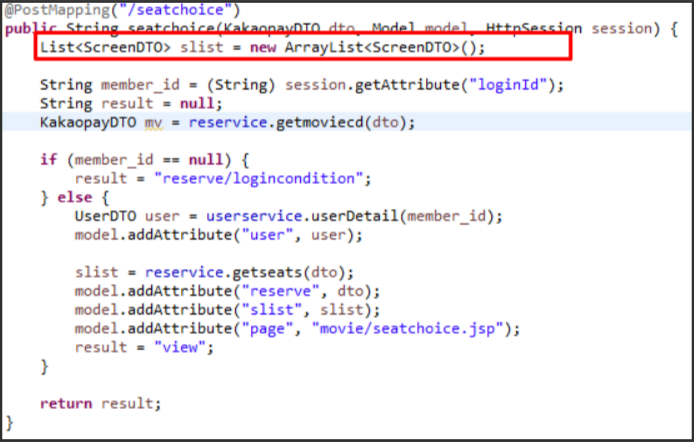 @PostMapping("/seatchoice")
public String seatchoice(KakaopayDTO dto, Model model, HttpSession session) {
List<ScreenDTO> slist = new ArrayList<ScreenDTO>();
String member_id = (String) session.getAttribute("loginId");
String result = null;
KakaopayDTO mv = reservice.getmoviecd(dto);
if (member_id == null) {
result = "reserve/logincondition";
} else {
UserDTO user = userservice.userDetail(member_id);
model.addAttribute("user", user);
slist = reservice.getseats(dto);
model.addAttribute("reserve", dto);
model.addAttribute("slist", slist);
model.addAttribute("page", "movie/seatchoice.jsp");
result = "view";
}
return result;
}